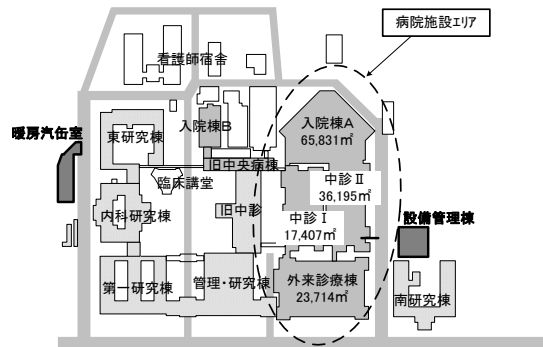 病院施設エリア
看護師宿舎
入院棟A
65,831㎡
入院棟B
暖房汽缶室
東研究棟
旧中央病棟
臨床講堂
中診Ⅱ
36,195㎡
内科研究棟
旧中診
中診Ⅰ
17,407㎡
設備管理棟
第一研究棟
管理・研究棟
外来診療棟
23,714㎡
南研究棟